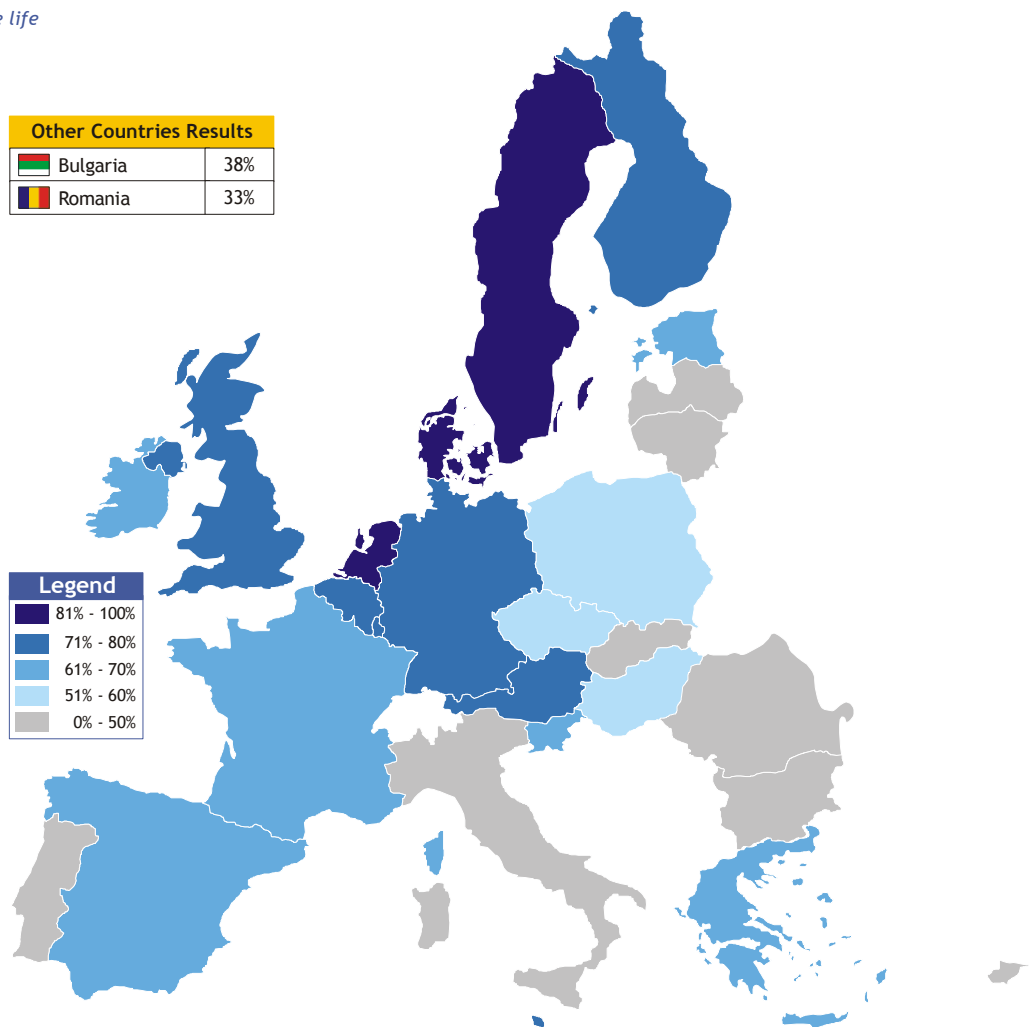 life
Other Countries Results
Bulgaria 38%
Romania 33%
Legend
81% - 100%
71% - 80%
61% - 70%
51% - 60%
0% - 50%